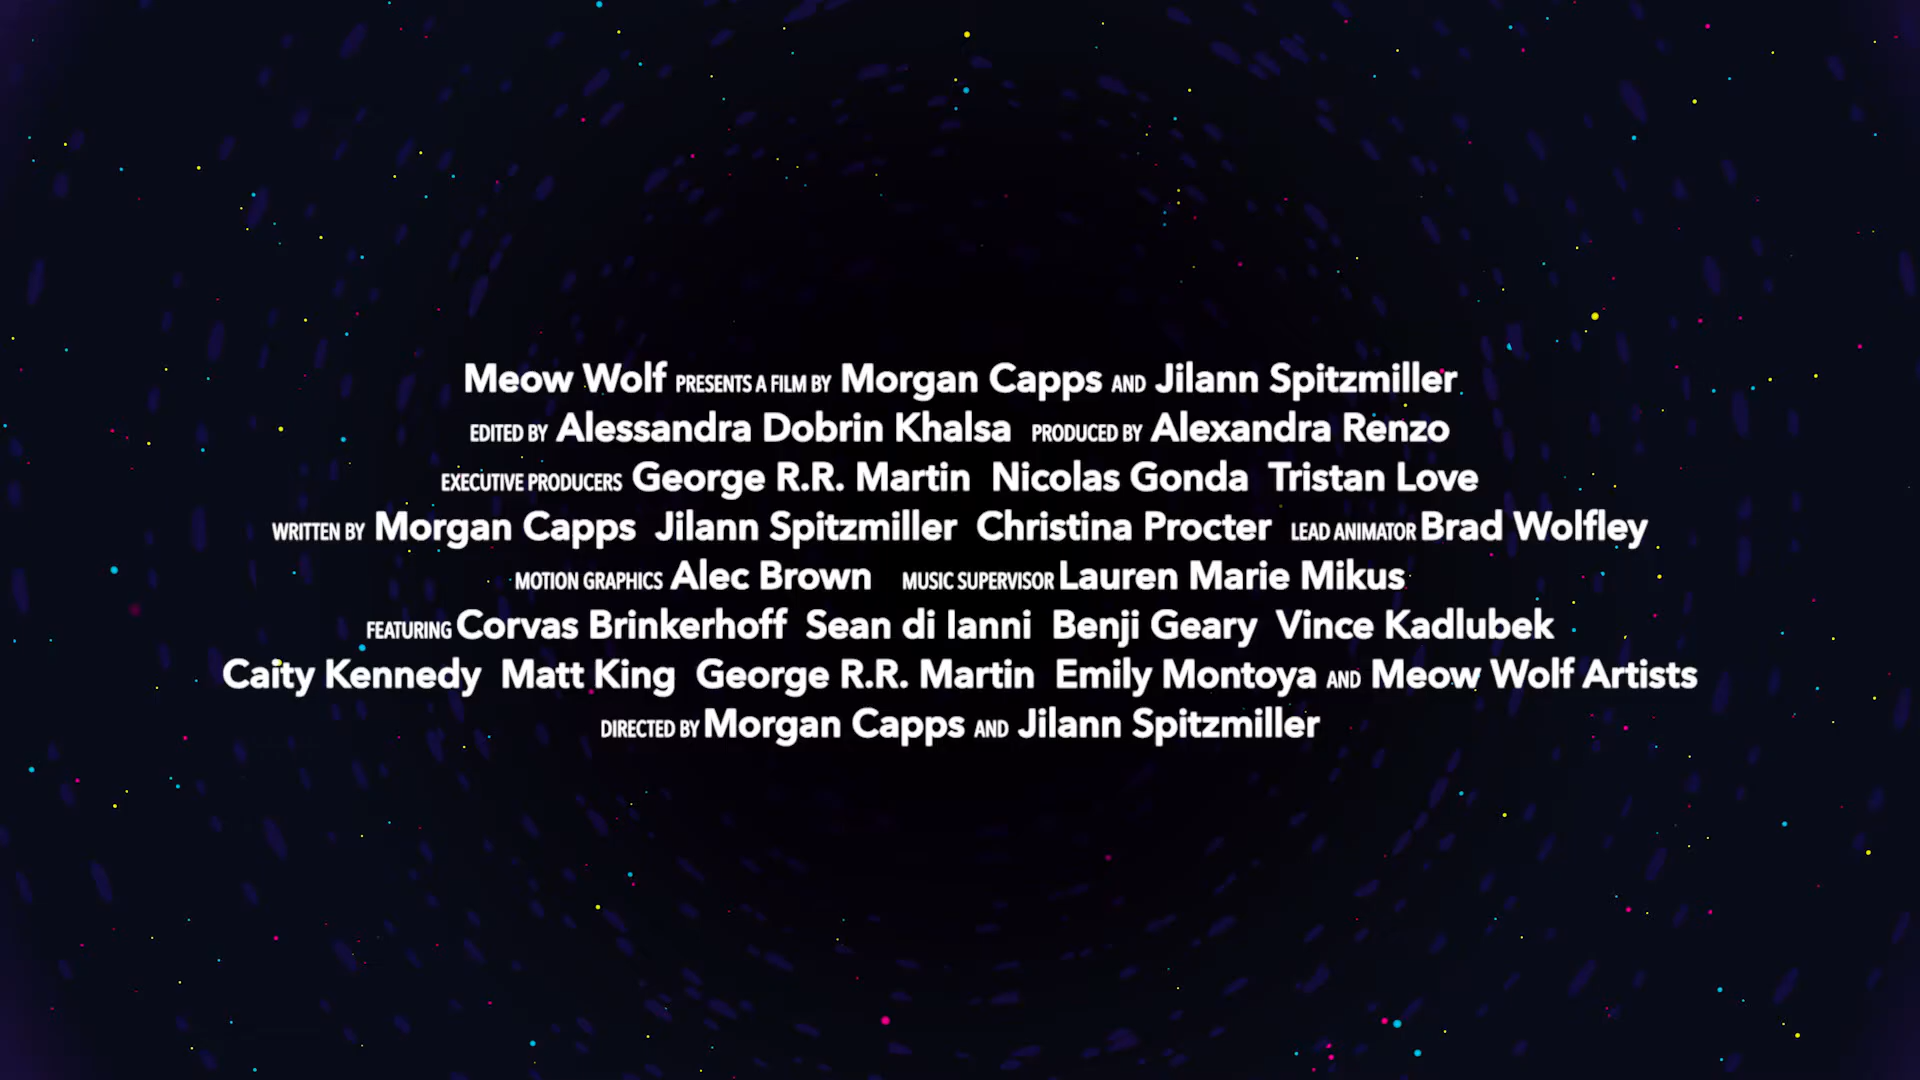 Meow Wolf PRESENTS A FILM BY Morgan Capps AND Jilann Spitzmiller
EDITED BY Alessandra Dobrin Khalsa PRODUCED BY Alexandra Renzo
EXECUTIVE PRODUCERS George R.R. Martin Nicolas Gonda Tristan Love
WRITTEN BY Morgan Capps Jilann Spitzmiller Christina Procter LEAD ANIMATOR Brad Wolfley
MOTION GRAPHICS Alec Brown MUSIC SUPERVISOR Lauren Marie Mikus
FEATURING Corvas Brinkerhoff Sean di Ianni Benji Geary Vince Kadlubek
Caity Kennedy Matt King George R.R. Martin Emily Montoya AND Meow Wolf Artists
DIRECTED BY Morgan Capps AND Jilann Spitzmiller